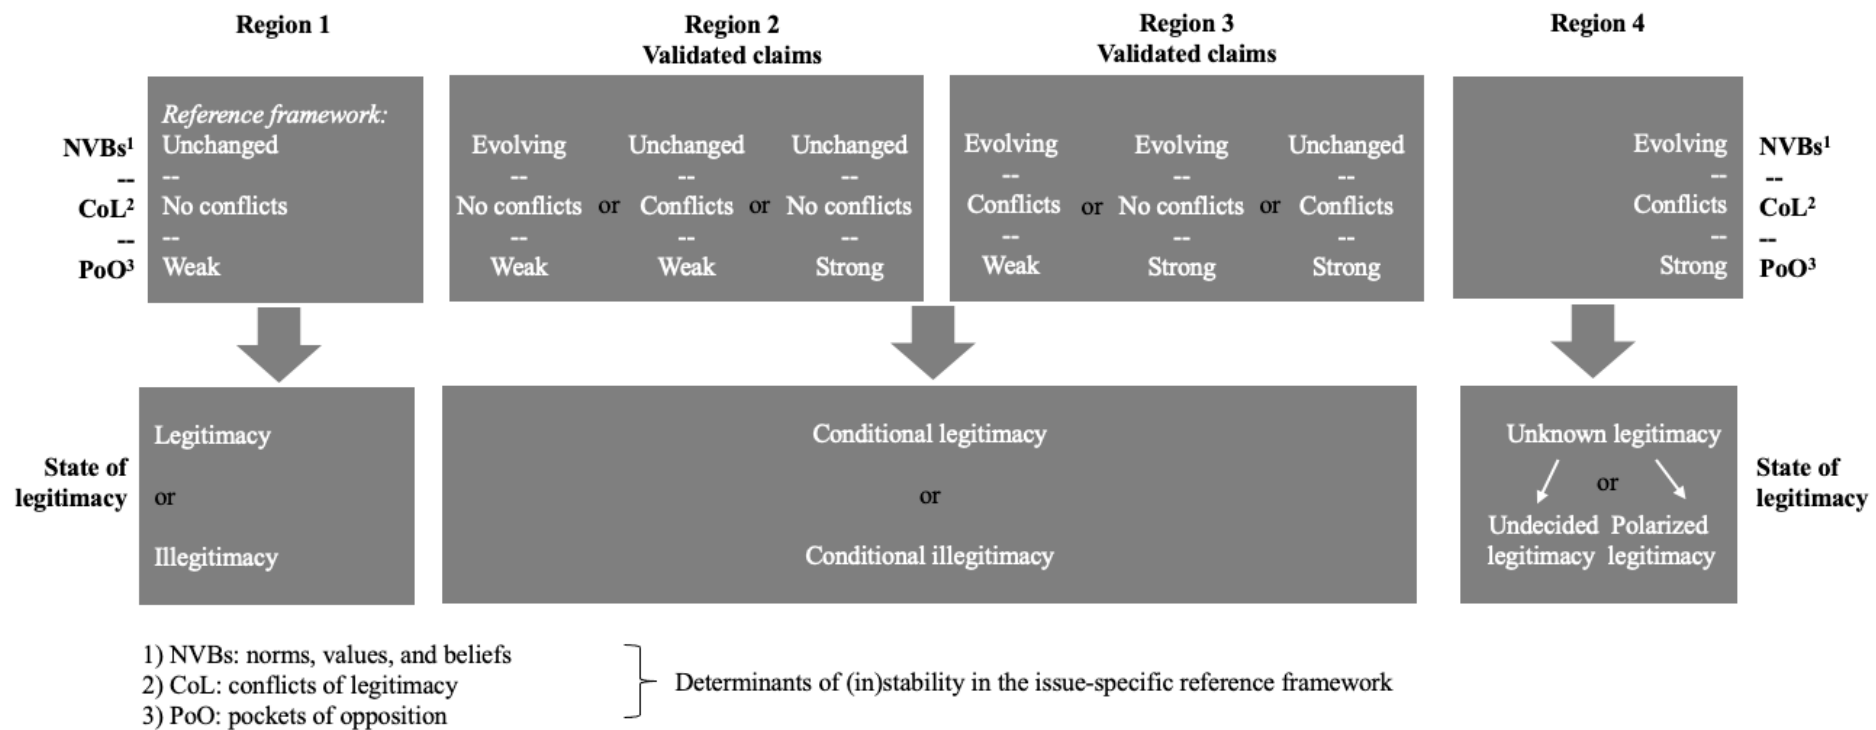 Region 1 Region 2 Region 3 Region 4
Validated claims Validated claims
Reference framework:
NVBs¹ Unchanged Evolving Unchanged Unchanged Evolving Evolving Unchanged Evolving NVBs¹
-- -- -- -- -- -- -- -- -- --
CoL² No conflicts No conflicts or Conflicts or No conflicts Conflicts or No conflicts or Conflicts Conflicts CoL²
-- -- -- -- -- -- -- -- -- --
PoO³ Weak Weak Weak Strong Weak Strong Strong Strong PoO³
Legitimacy Conditional legitimacy Unknown legitimacy
State of State of
legitimacy or or or legitimacy
Undecided Polarized
Illegitimacy Conditional illegitimacy legitimacy legitimacy
1) NVBs: norms, values, and beliefs
2) CoL: conflicts of legitimacy Determinants of (in)stability in the issue-specific reference framework
3) PoO: pockets of opposition